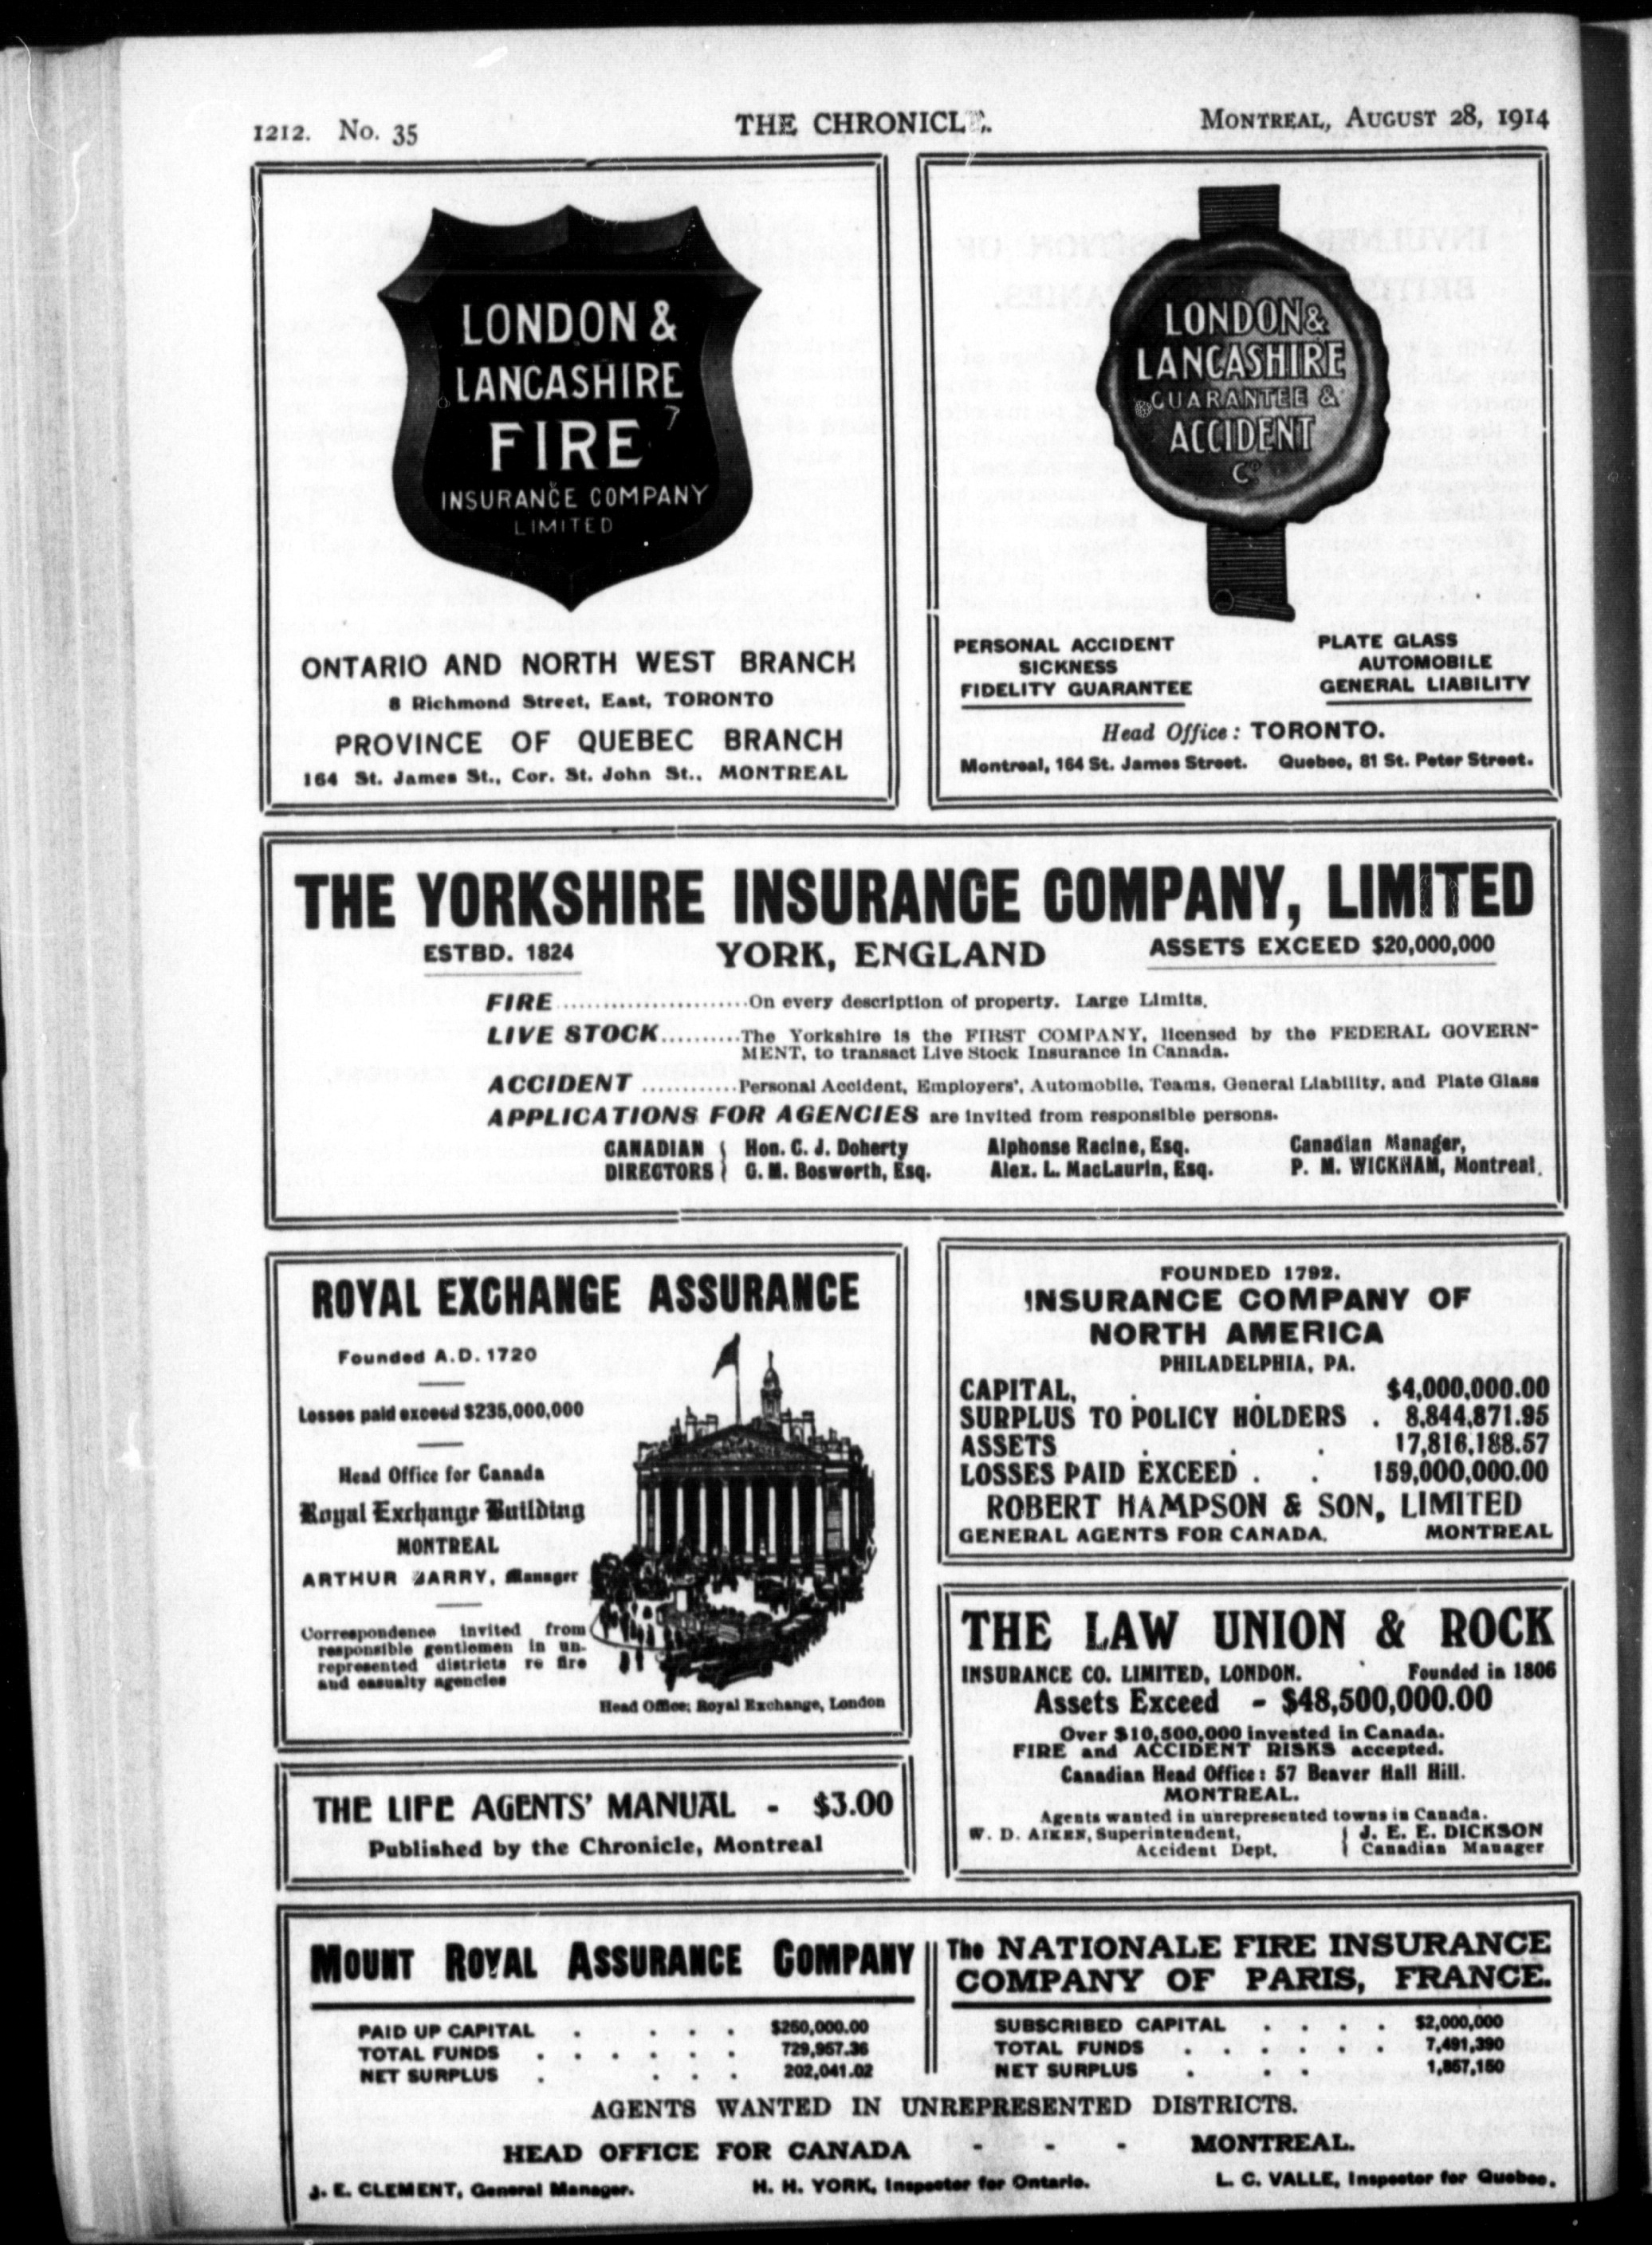 1212. No. 35 THE CHRONICLE. MONTREAL, AUGUST 28, 1914
LONDON &
LANCASHIRE
FIRE
INSURANCE COMPANY
LIMITED
ONTARIO AND NORTH WEST BRANCH
8 Richmond Street, East, TORONTO
PROVINCE OF QUEBEC BRANCH
164 St. James St., Cor. St. John St., MONTREAL
LONDON &
LANCASHIRE
GUARANTEE &
ACCIDENT
Co
PERSONAL ACCIDENT
SICKNESS
FIDELITY GUARANTEE
PLATE GLASS
AUTOMOBILE
GENERAL LIABILITY
Head Office: TORONTO.
Montreal, 164 St. James Street. Quebec, 81 St. Peter Street.
THE YORKSHIRE INSURANCE COMPANY, LIMITED
ESTBD. 1824 YORK, ENGLAND ASSETS EXCEED $20,000,000
FIRE......................On every description of property. Large Limits.
LIVE STOCK..........The Yorkshire is the FIRST COMPANY, licensed by the FEDERAL GOVERN-
MENT, to transact Live Stock Insurance in Canada.
ACCIDENT ............Personal Accident, Employers', Automobile, Teams, General Liability, and Plate Glass
APPLICATIONS FOR AGENCIES are invited from responsible persons.
CANADIAN { Hon. C. J. Doherty Alphonse Racine, Esq. Canadian Manager,
DIRECTORS { G. M. Bosworth, Esq. Alex. L. MacLaurin, Esq. P. M. WICKHAM, Montreal.
ROYAL EXCHANGE ASSURANCE
Founded A.D. 1720
Losses paid exceed $235,000,000
Head Office for Canada
Royal Exchange Building
MONTREAL
ARTHUR BARRY, Manager
Correspondence invited from
responsible gentlemen in un-
represented districts re fire
and casualty agencies
Head Office: Royal Exchange, London
THE LIFE AGENTS' MANUAL - $3.00
Published by the Chronicle, Montreal
FOUNDED 1792.
INSURANCE COMPANY OF
NORTH AMERICA
PHILADELPHIA, PA.
CAPITAL, . . $4,000,000.00
SURPLUS TO POLICY HOLDERS . 8,844,871.95
ASSETS . . . 17,816,188.57
LOSSES PAID EXCEED . . 159,000,000.00
ROBERT HAMPSON & SON, LIMITED
GENERAL AGENTS FOR CANADA. MONTREAL
THE LAW UNION & ROCK
INSURANCE CO. LIMITED, LONDON. Founded in 1806
Assets Exceed - $48,500,000.00
Over $10,500,000 invested in Canada.
FIRE and ACCIDENT RISKS accepted.
Canadian Head Office: 57 Beaver Hall Hill.
MONTREAL.
Agents wanted in unrepresented towns in Canada.
W. D. AIKEN, Superintendent, } J. E. E. DICKSON
Accident Dept. } Canadian Manager
MOUNT ROYAL ASSURANCE COMPANY
PAID UP CAPITAL . . . . . $250,000.00
TOTAL FUNDS . . . . . . 729,957.36
NET SURPLUS . . . . 202,041.02
The NATIONALE FIRE INSURANCE
COMPANY OF PARIS, FRANCE.
SUBSCRIBED CAPITAL . . . . $2,000,000
TOTAL FUNDS . . . . . . 7,491,390
NET SURPLUS . . . . 1,857,150
AGENTS WANTED IN UNREPRESENTED DISTRICTS.
HEAD OFFICE FOR CANADA - - - MONTREAL.
J. E. CLEMENT, General Manager. H. H. YORK, Inspector for Ontario. L. C. VALLE, Inspector for Quebec.